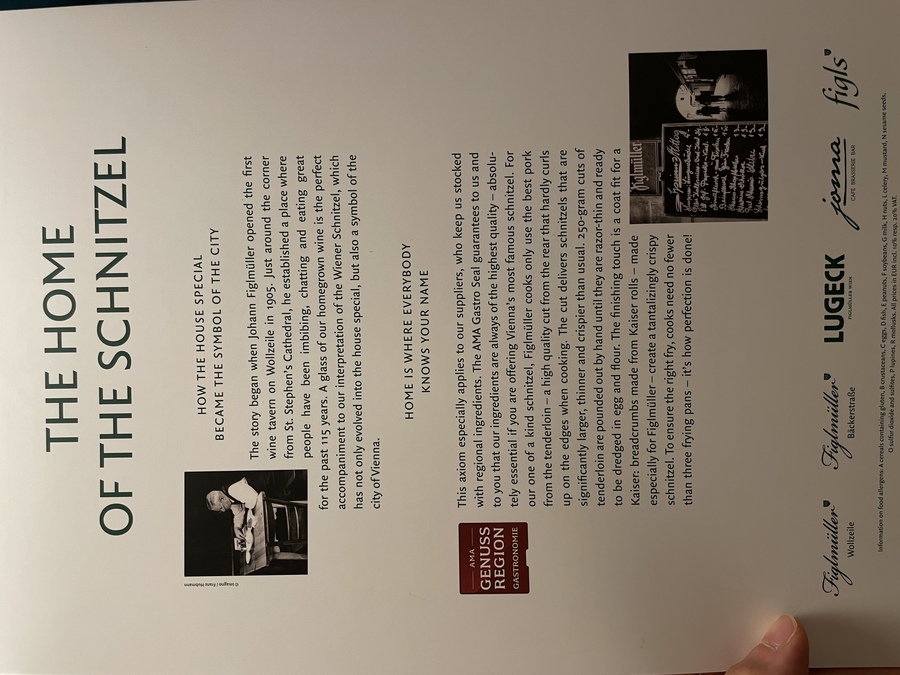 THE HOME
OF THE SCHNITZEL
© Imagno / Franz Hubmann
HOW THE HOUSE SPECIAL
BECAME THE SYMBOL OF THE CITY
The story began when Johann Figlmüller opened the first
wine tavern on Wollzeile in 1905. Just around the corner
from St. Stephen's Cathedral, he established a place where
people have been imbibing, chatting and eating great
for the past 115 years. A glass of our homegrown wine is the perfect
accompaniment to our interpretation of the Wiener Schnitzel, which
has not only evolved into the house special, but also a symbol of the
city of Vienna.
HOME IS WHERE EVERYBODY
KNOWS YOUR NAME
AMA
GENUSS
REGION
GASTRONOMIE
This axiom especially applies to our suppliers, who keep us stocked
with regional ingredients. The AMA Gastro Seal guarantees to us and
to you that our ingredients are always of the highest quality – absolu-
tely essential if you are offering Vienna's most famous schnitzel. For
our one of a kind schnitzel, Figlmüller cooks only use the best pork
from the tenderloin – a high quality cut from the rear that hardly curls
up on the edges when cooking. The cut delivers schnitzels that are
significantly larger, thinner and crispier than usual. 250-gram cuts of
tenderloin are pounded out by hand until they are razor-thin and ready
to be dredged in egg and flour. The finishing touch is a coat fit for a
Kaiser: breadcrumbs made from Kaiser rolls – made
especially for Figlmüller – create a tantalizingly crispy
schnitzel. To ensure the right fry, cooks need no fewer
than three frying pans – it's how perfection is done!
Figlmüller
Figlmüller
Wollzeile
Figlmüller
Bäckerstraße
LUGECK
FIGLMÜLLER WIEN
joma
CAFÉ BRASSERIE BAR
figls
Information on food allergens: A cereals containing gluten, B crustaceans, C eggs, D fish, E peanuts, F soybeans, G milk, H nuts, L celery, M mustard, N sesame seeds,
O sulfur dioxide and sulfites, P lupines, R mollusks. All prices in EUR incl. 10% resp. 20% VAT.